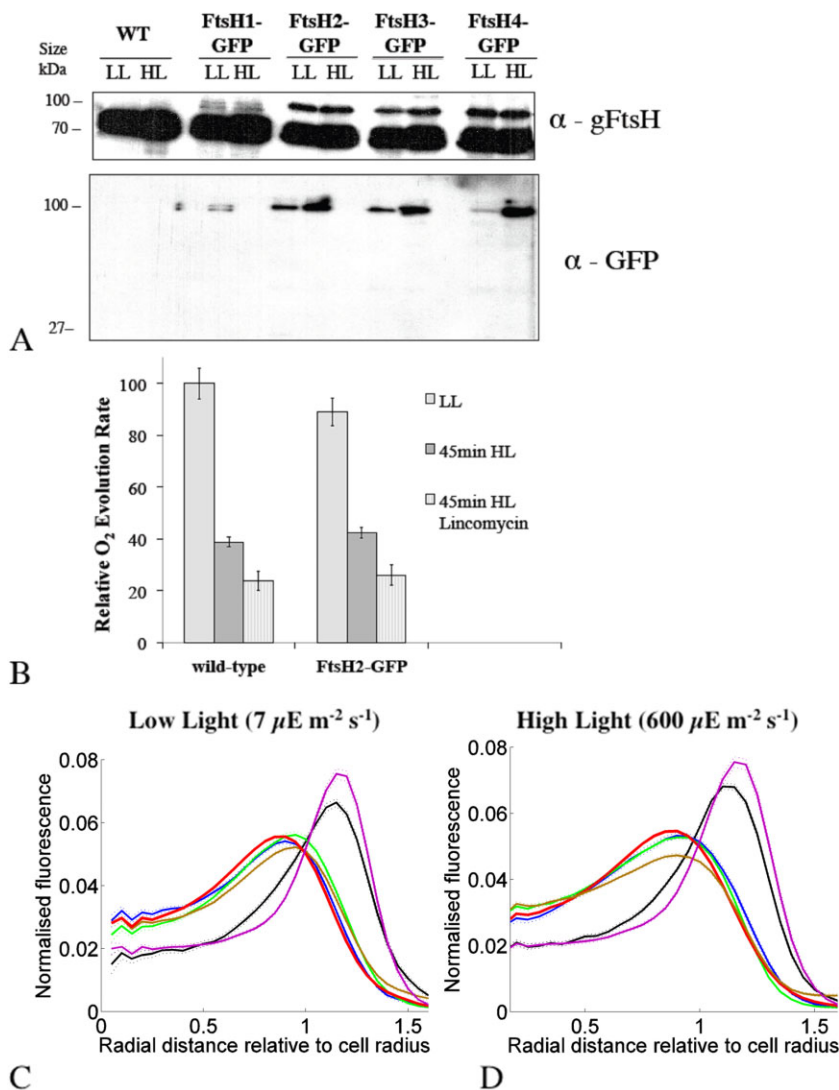 WT
FtsH1-GFP
FtsH2-GFP
FtsH3-GFP
FtsH4-GFP
Size
kDa
LL HL LL HL LL HL LL HL LL HL
100 –
70 –
α - gFtsH
100 –
27–
α - GFP
A
Relative O₂ Evolution Rate
100
80
60
40
20
0
LL
45min HL
45min HL
Lincomycin
wild-type
FtsH2-GFP
B
Low Light (7 µE m⁻² s⁻¹)
Normalised fluorescence
0.08
0.06
0.04
0.02
0
0 0.5 1 1.5
Radial distance relative to cell radius
C
High Light (600 µE m⁻² s⁻¹)
Normalised fluorescence
0.08
0.06
0.04
0.02
0
0.5 1 1.5
Radial distance relative to cell radius
D